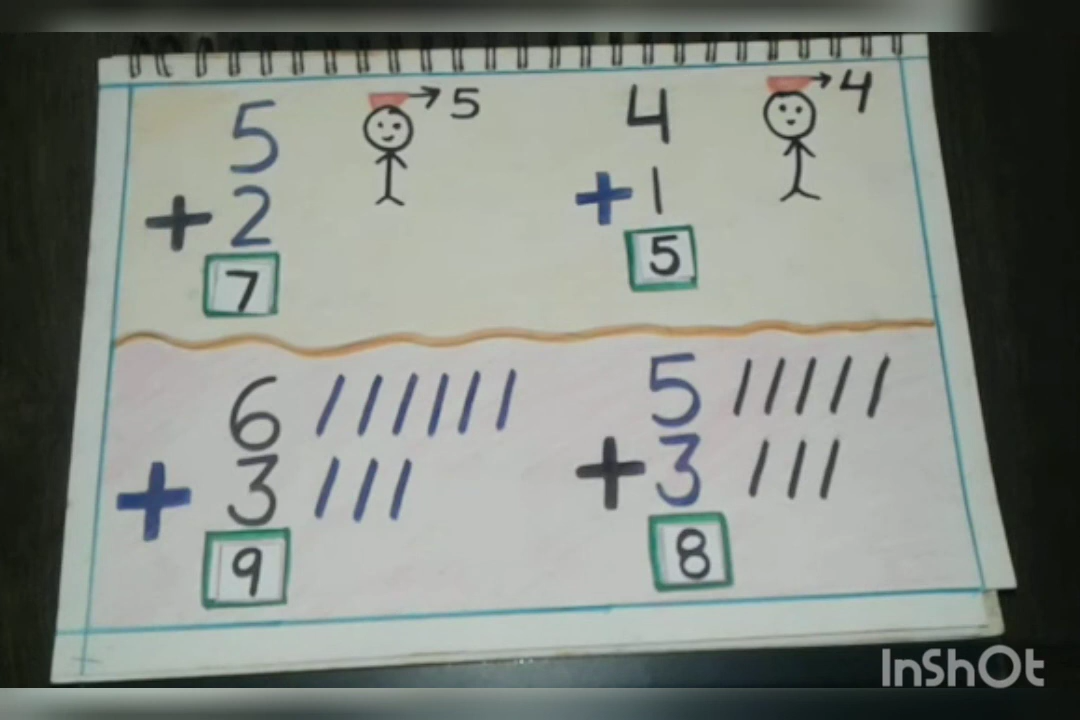 5 → 5
+ 2
7
4 → 4
+ 1
5
6 //////
+ 3 ///
9
5 /////
+ 3 ///
8
InShOt